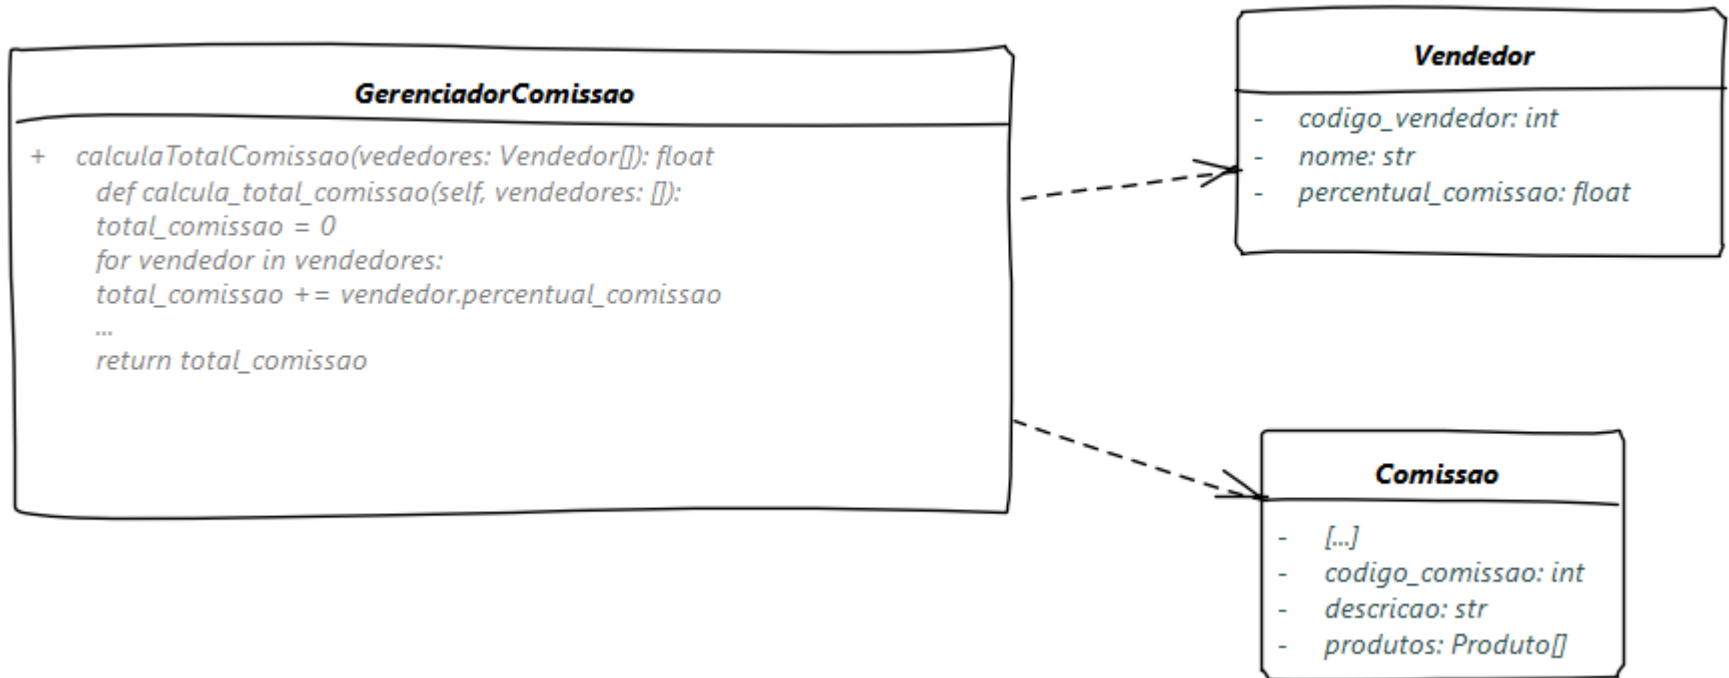 GerenciadorComissao
+ calculaTotalComissao(vededores: Vendedor[]): float
def calcula_total_comissao(self, vendedores: []):
total_comissao = 0
for vendedor in vendedores:
total_comissao += vendedor.percentual_comissao
...
return total_comissao
Vendedor
- codigo_vendedor: int
- nome: str
- percentual_comissao: float
Comissao
- [...]
- codigo_comissao: int
- descricao: str
- produtos: Produto[]